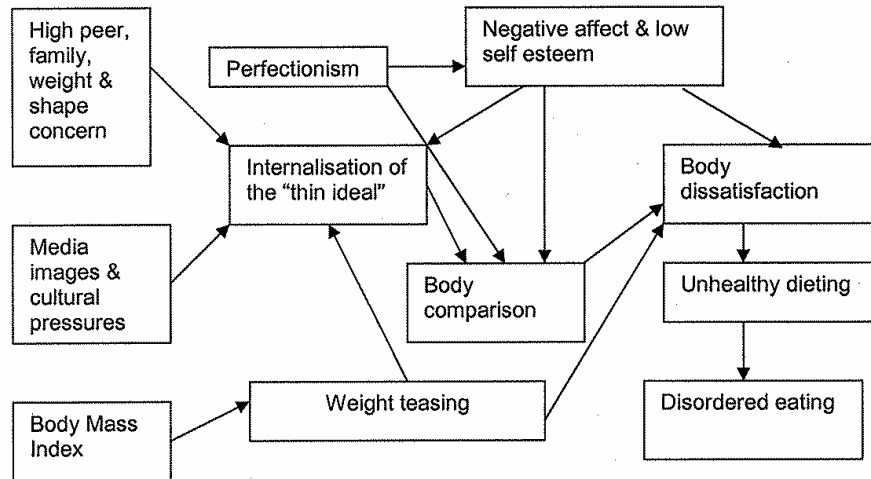 High peer,
family,
weight &
shape
concern
Perfectionism
Negative affect & low
self esteem
Internalisation of
the "thin ideal"
Body
dissatisfaction
Media
images &
cultural
pressures
Body
comparison
Unhealthy dieting
Body Mass
Index
Weight teasing
Disordered eating